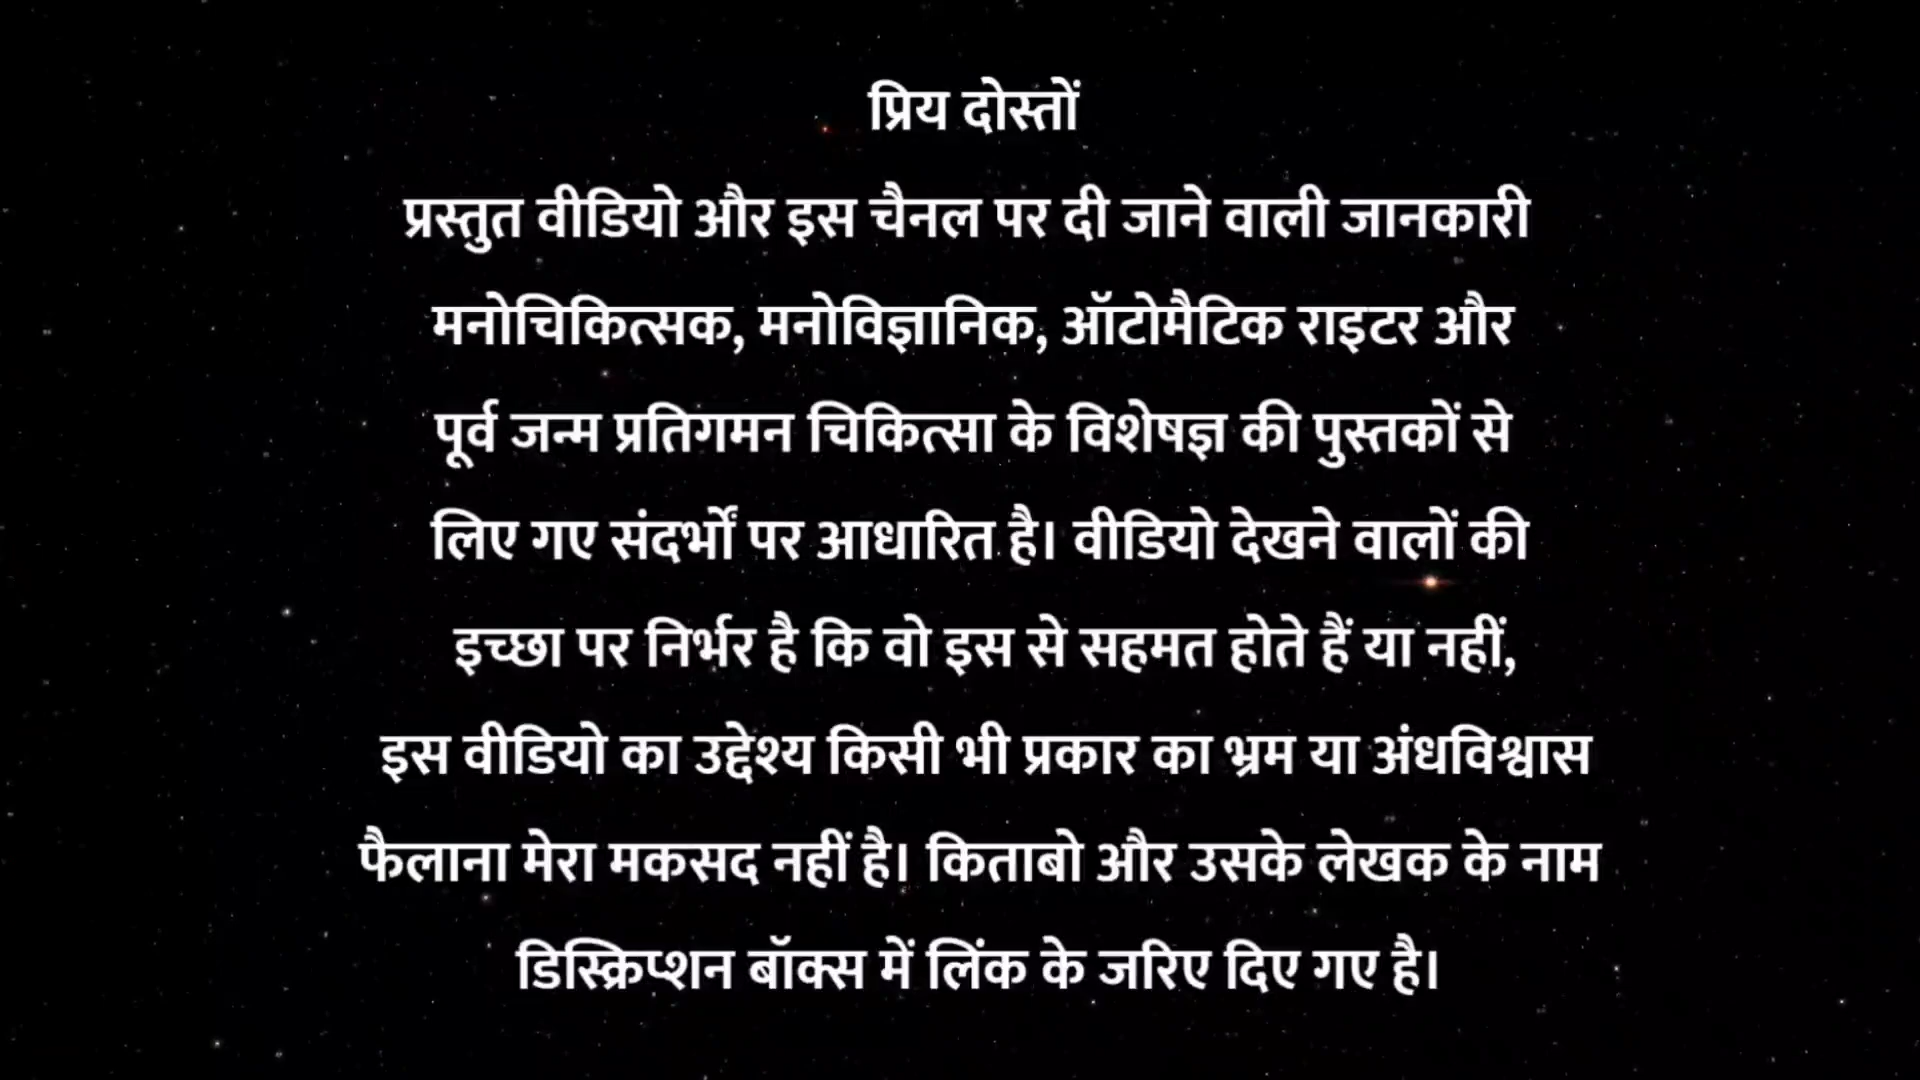 प्रिय दोस्तों
प्रस्तुत वीडियो और इस चैनल पर दी जाने वाली जानकारी
मनोचिकित्सक, मनोविज्ञानिक, ऑटोमैटिक राइटर और
पूर्व जन्म प्रतिगमन चिकित्सा के विशेषज्ञ की पुस्तकों से
लिए गए संदर्भों पर आधारित है। वीडियो देखने वालों की
इच्छा पर निर्भर है कि वो इस से सहमत होते हैं या नहीं,
इस वीडियो का उद्देश्य किसी भी प्रकार का भ्रम या अंधविश्वास
फैलाना मेरा मकसद नहीं है। किताबो और उसके लेखक के नाम
डिस्क्रिप्शन बॉक्स में लिंक के जरिए दिए गए है।